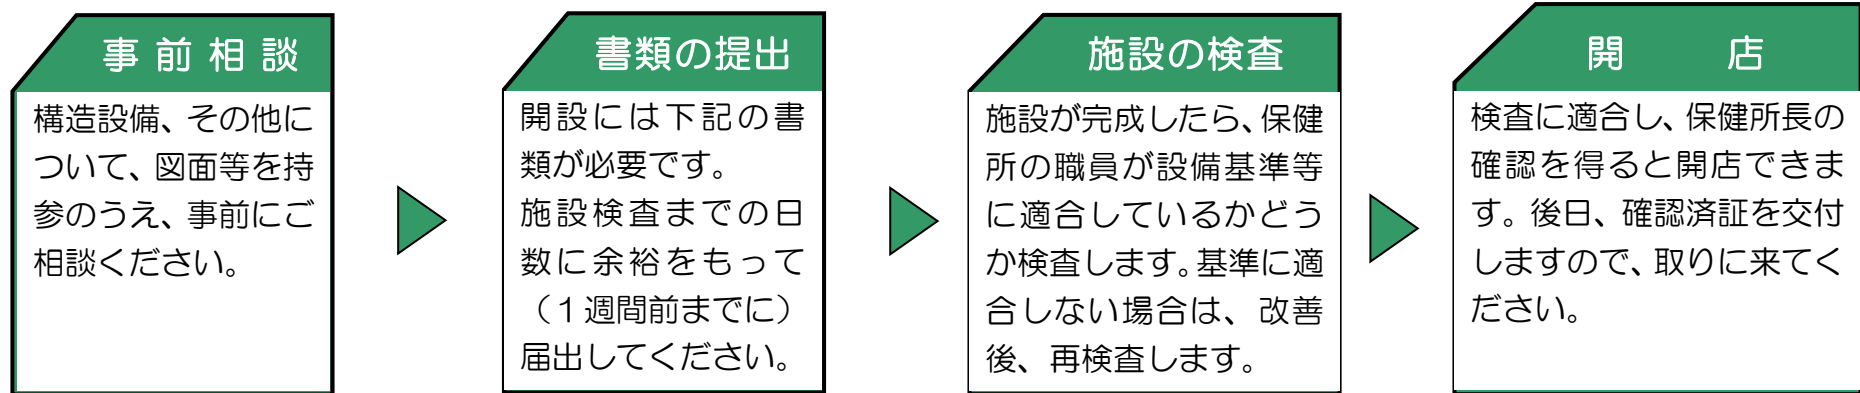 事前相談
構造設備、その他に
ついて、図面等を持
参のうえ、事前にご
相談ください。
書類の提出
開設には下記の書
類が必要です。
施設検査までの日
数に余裕をもって
（１週間前までに）
届出してください。
施設の検査
施設が完成したら、保健
所の職員が設備基準等
に適合しているかどう
か検査します。基準に適
合しない場合は、改善
後、再検査します。
開店
検査に適合し、保健所長の
確認を得ると開店できま
す。後日、確認済証を交付
しますので、取りに来てく
ださい。